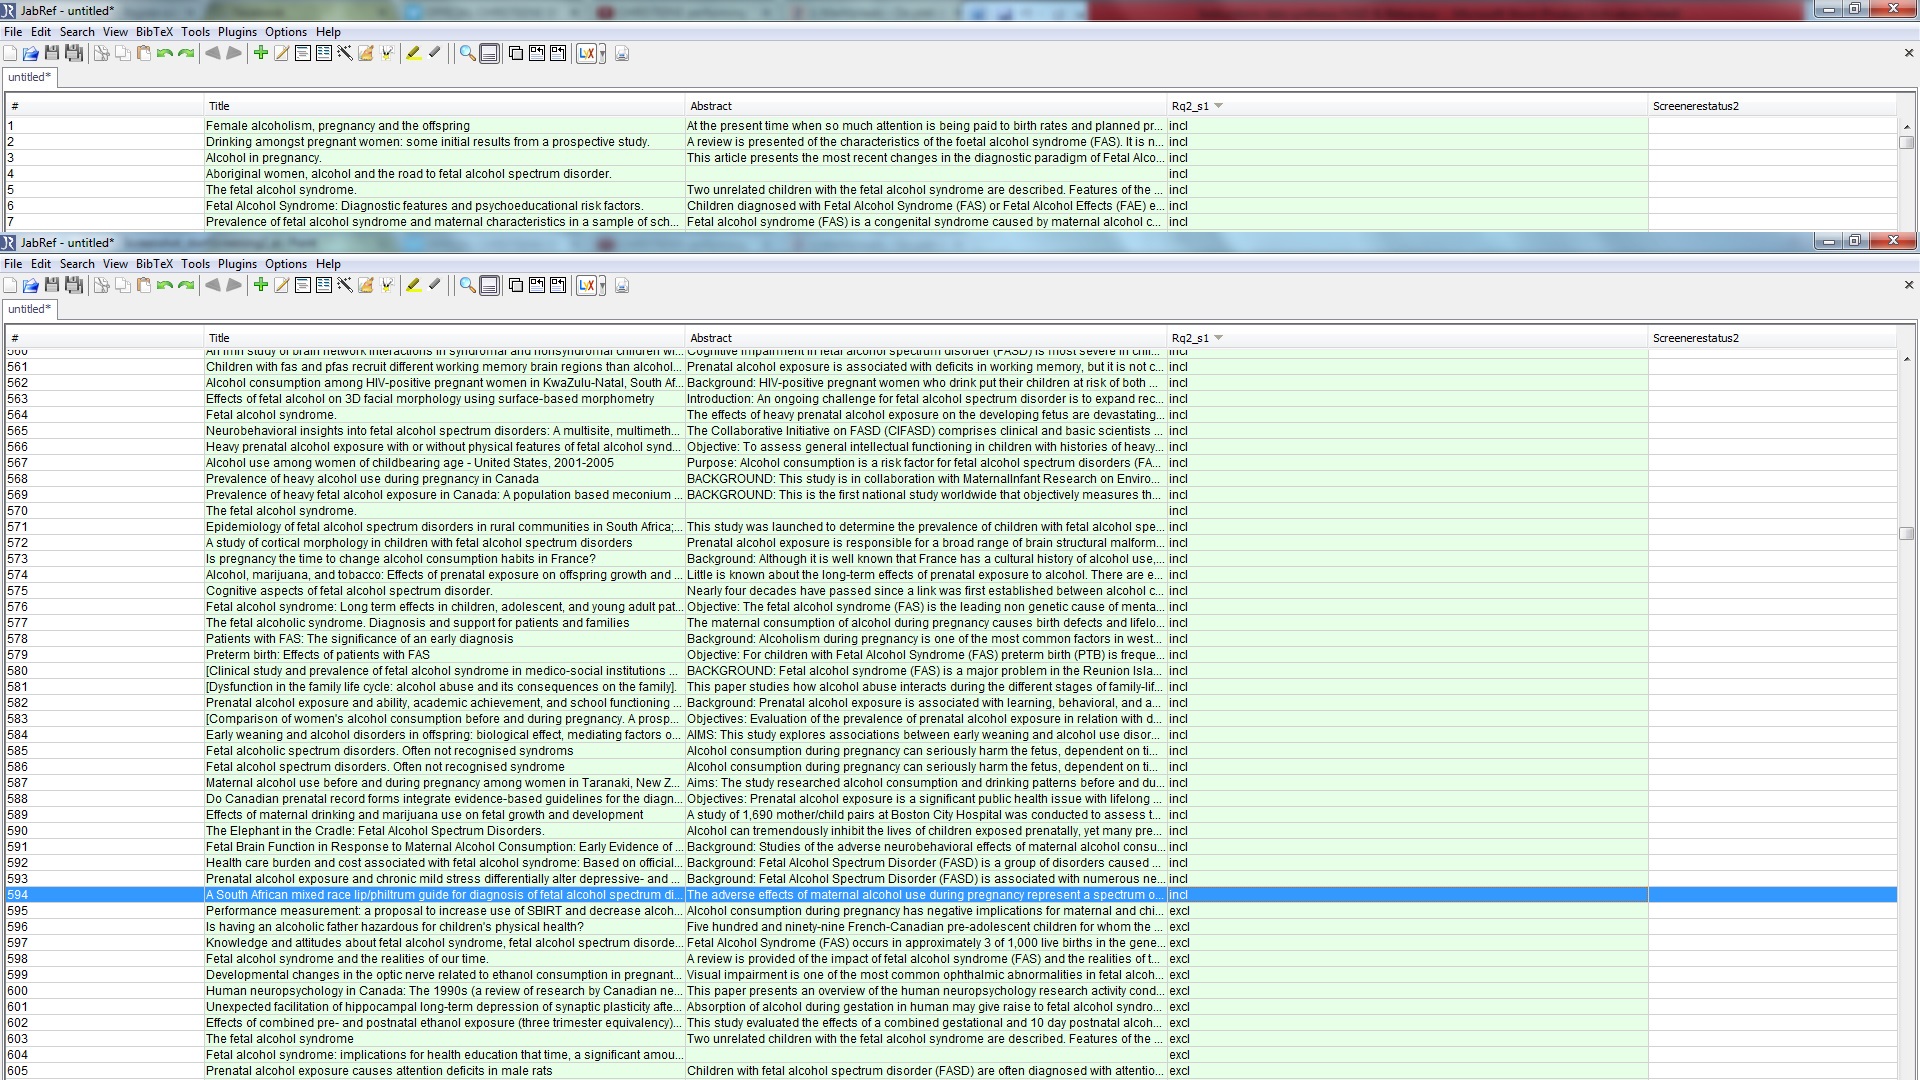 JabRef - untitled*
File Edit Search View BibTeX Tools Plugins Options Help
untitled*
# Title Abstract Rq2_s1 Screenerestatus2
1 Female alcoholism, pregnancy and the offspring At the present time when so much attention is being paid to birth rates and planned pr... incl
2 Drinking amongst pregnant women: some initial results from a prospective study. A review is presented of the characteristics of the foetal alcohol syndrome (FAS). It is n... incl
3 Alcohol in pregnancy. This article presents the most recent changes in the diagnostic paradigm of Fetal Alco... incl
4 Aboriginal women, alcohol and the road to fetal alcohol spectrum disorder. incl
5 The fetal alcohol syndrome. Two unrelated children with the fetal alcohol syndrome are described. Features of the ... incl
6 Fetal Alcohol Syndrome: Diagnostic features and psychoeducational risk factors. Children diagnosed with Fetal Alcohol Syndrome (FAS) or Fetal Alcohol Effects (FAE) e... incl
7 Prevalence of fetal alcohol syndrome and maternal characteristics in a sample of sch... Fetal alcohol syndrome (FAS) is a congenital syndrome caused by maternal alcohol c... incl
JabRef - untitled*
File Edit Search View BibTeX Tools Plugins Options Help
untitled*
# Title Abstract Rq2_s1 Screenerestatus2
560 An fmri study of brain network interactions in syndromal and nonsyndromal children wi... Cognitive impairment in fetal alcohol spectrum disorder (FASD) is most severe in chil... incl
561 Children with fas and pfas recruit different working memory brain regions than alcohol... Prenatal alcohol exposure is associated with deficits in working memory, but it is not c... incl
562 Alcohol consumption among HIV-positive pregnant women in KwaZulu-Natal, South Af... Background: HIV-positive pregnant women who drink put their children at risk of both ... incl
563 Effects of fetal alcohol on 3D facial morphology using surface-based morphometry Introduction: An ongoing challenge for fetal alcohol spectrum disorder is to expand rec... incl
564 Fetal alcohol syndrome. The effects of heavy prenatal alcohol exposure on the developing fetus are devastating... incl
565 Neurobehavioral insights into fetal alcohol spectrum disorders: A multisite, multimeth... The Collaborative Initiative on FASD (CIFASD) comprises clinical and basic scientists ... incl
566 Heavy prenatal alcohol exposure with or without physical features of fetal alcohol synd... Objective: To assess general intellectual functioning in children with histories of heavy... incl
567 Alcohol use among women of childbearing age - United States, 2001-2005 Purpose: Alcohol consumption is a risk factor for fetal alcohol spectrum disorders (FA... incl
568 Prevalence of heavy alcohol use during pregnancy in Canada BACKGROUND: This study is in collaboration with MaternalInfant Research on Enviro... incl
569 Prevalence of heavy fetal alcohol exposure in Canada: A population based meconium ... BACKGROUND: This is the first national study worldwide that objectively measures th... incl
570 The fetal alcohol syndrome. incl
571 Epidemiology of fetal alcohol spectrum disorders in rural communities in South Africa;... This study was launched to determine the prevalence of children with fetal alcohol spe... incl
572 A study of cortical morphology in children with fetal alcohol spectrum disorders Prenatal alcohol exposure is responsible for a broad range of brain structural malform... incl
573 Is pregnancy the time to change alcohol consumption habits in France? Background: Although it is well known that France has a cultural history of alcohol use,... incl
574 Alcohol, marijuana, and tobacco: Effects of prenatal exposure on offspring growth and ... Little is known about the long-term effects of prenatal exposure to alcohol. There are e... incl
575 Cognitive aspects of fetal alcohol spectrum disorder. Nearly four decades have passed since a link was first established between alcohol c... incl
576 Fetal alcohol syndrome: Long term effects in children, adolescent, and young adult pat... Objective: The fetal alcohol syndrome (FAS) is the leading non genetic cause of menta... incl
577 The fetal alcoholic syndrome. Diagnosis and support for patients and families The maternal consumption of alcohol during pregnancy causes birth defects and lifelo... incl
578 Patients with FAS: The significance of an early diagnosis Background: Alcoholism during pregnancy is one of the most common factors in west... incl
579 Preterm birth: Effects of patients with FAS Objective: For children with Fetal Alcohol Syndrome (FAS) preterm birth (PTB) is freque... incl
580 [Clinical study and prevalence of fetal alcohol syndrome in medico-social institutions ... BACKGROUND: Fetal alcohol syndrome (FAS) is a major problem in the Reunion Isla... incl
581 [Dysfunction in the family life cycle: alcohol abuse and its consequences on the family]. This paper studies how alcohol abuse interacts during the different stages of family-lif... incl
582 Prenatal alcohol exposure and ability, academic achievement, and school functioning ... Background: Prenatal alcohol exposure is associated with learning, behavioral, and a... incl
583 [Comparison of women's alcohol consumption before and during pregnancy. A prosp... Objectives: Evaluation of the prevalence of prenatal alcohol exposure in relation with d... incl
584 Early weaning and alcohol disorders in offspring: biological effect, mediating factors o... AIMS: This study explores associations between early weaning and alcohol use disor... incl
585 Fetal alcoholic spectrum disorders. Often not recognised syndroms Alcohol consumption during pregnancy can seriously harm the fetus, dependent on ti... incl
586 Fetal alcohol spectrum disorders. Often not recognised syndrome Alcohol consumption during pregnancy can seriously harm the fetus, dependent on ti... incl
587 Maternal alcohol use before and during pregnancy among women in Taranaki, New Z... Aims: The study researched alcohol consumption and drinking patterns before and du... incl
588 Do Canadian prenatal record forms integrate evidence-based guidelines for the diagn... Objectives: Prenatal alcohol exposure is a significant public health issue with lifelong ... incl
589 Effects of maternal drinking and marijuana use on fetal growth and development A study of 1,690 mother/child pairs at Boston City Hospital was conducted to assess t... incl
590 The Elephant in the Cradle: Fetal Alcohol Spectrum Disorders. Alcohol can tremendously inhibit the lives of children exposed prenatally, yet many pre... incl
591 Fetal Brain Function in Response to Maternal Alcohol Consumption: Early Evidence of ... Background: Studies of the adverse neurobehavioral effects of maternal alcohol consu... incl
592 Health care burden and cost associated with fetal alcohol syndrome: Based on official... Background: Fetal Alcohol Spectrum Disorder (FASD) is a group of disorders caused ... incl
593 Prenatal alcohol exposure and chronic mild stress differentially alter depressive- and ... Background: Fetal Alcohol Spectrum Disorder (FASD) is associated with numerous ne... incl
594 A South African mixed race lip/philtrum guide for diagnosis of fetal alcohol spectrum di... The adverse effects of maternal alcohol use during pregnancy represent a spectrum o... incl
595 Performance measurement: a proposal to increase use of SBIRT and decrease alcoh... Alcohol consumption during pregnancy has negative implications for maternal and chi... excl
596 Is having an alcoholic father hazardous for children's physical health? Five hundred and ninety-nine French-Canadian pre-adolescent children for whom the ... excl
597 Knowledge and attitudes about fetal alcohol syndrome, fetal alcohol spectrum disorde... Fetal Alcohol Syndrome (FAS) occurs in approximately 3 of 1,000 live births in the gene... excl
598 Fetal alcohol syndrome and the realities of our time. A review is provided of the impact of fetal alcohol syndrome (FAS) and the realities of t... excl
599 Developmental changes in the optic nerve related to ethanol consumption in pregnant... Visual impairment is one of the most common ophthalmic abnormalities in fetal alcoh... excl
600 Human neuropsychology in Canada: The 1990s (a review of research by Canadian ne... This paper presents an overview of the human neuropsychology research activity cond... excl
601 Unexpected facilitation of hippocampal long-term depression of synaptic plasticity afte... Absorption of alcohol during gestation in human may give raise to fetal alcohol syndro... excl
602 Effects of combined pre- and postnatal ethanol exposure (three trimester equivalency)... This study evaluated the effects of a combined gestational and 10 day postnatal alcoh... excl
603 The fetal alcohol syndrome Two unrelated children with the fetal alcohol syndrome are described. Features of the ... excl
604 Fetal alcohol syndrome: implications for health education that time, a significant amou... excl
605 Prenatal alcohol exposure causes attention deficits in male rats Children with fetal alcohol spectrum disorder (FASD) are often diagnosed with attentio... excl